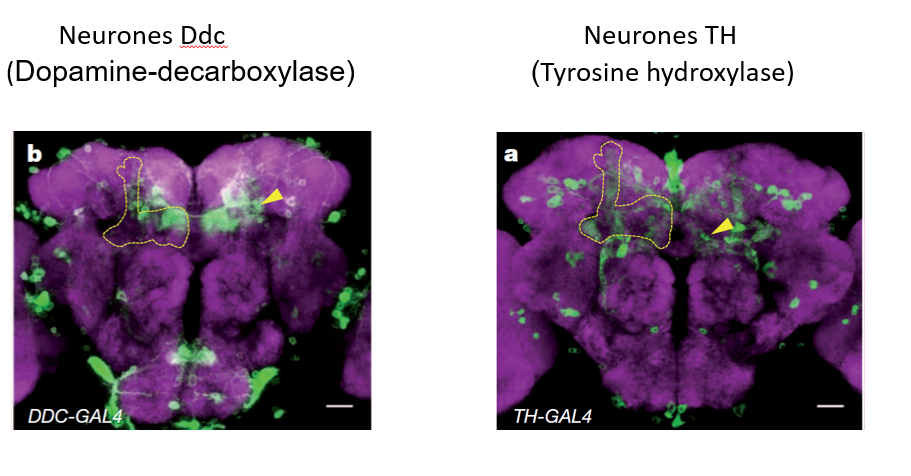 Neurones Ddc
(Dopamine-decarboxylase)
Neurones TH
(Tyrosine hydroxylase)
b
DDC-GAL4
a
TH-GAL4